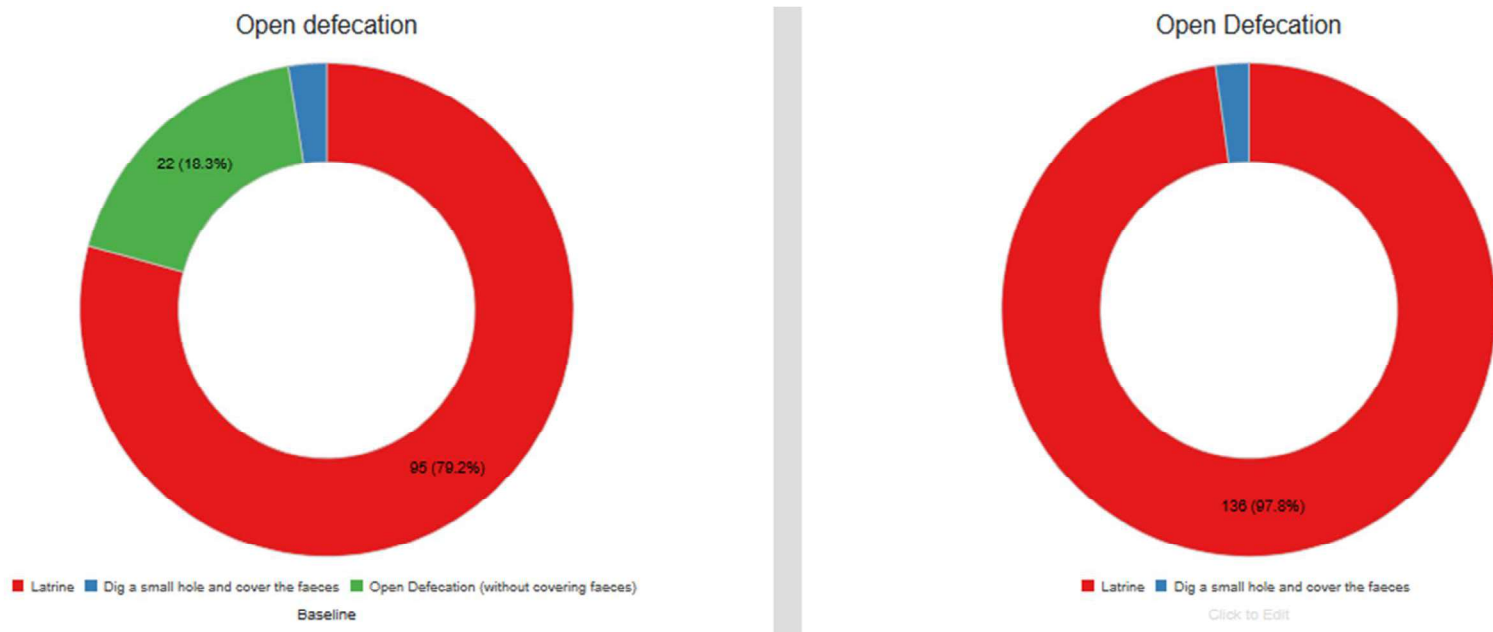 Open defecation
22 (18.3%)
95 (79.2%)
Latrine Dig a small hole and cover the faeces Open Defecation (without covering faeces)
Baseline
Open Defecation
136 (97.8%)
Latrine Dig a small hole and cover the faeces
Click to Edit